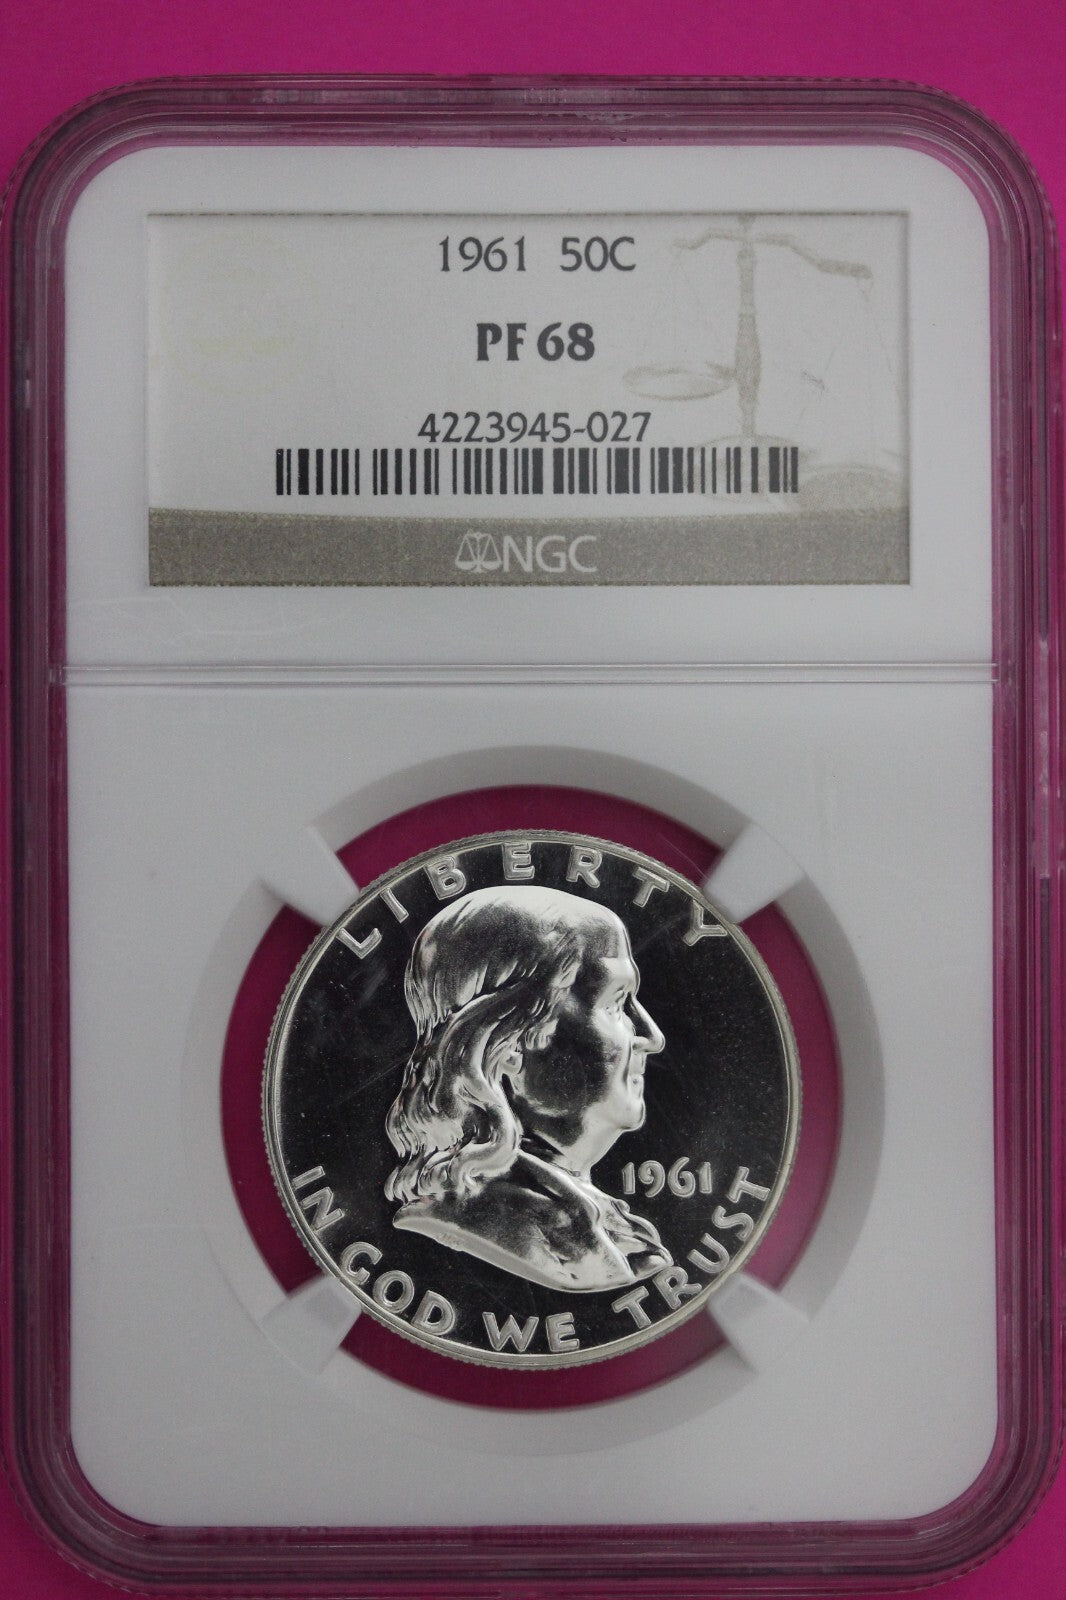 1961 50C
PF 68
4223945-027
NGC
LIBERTY
1961
IN GOD WE TRUST